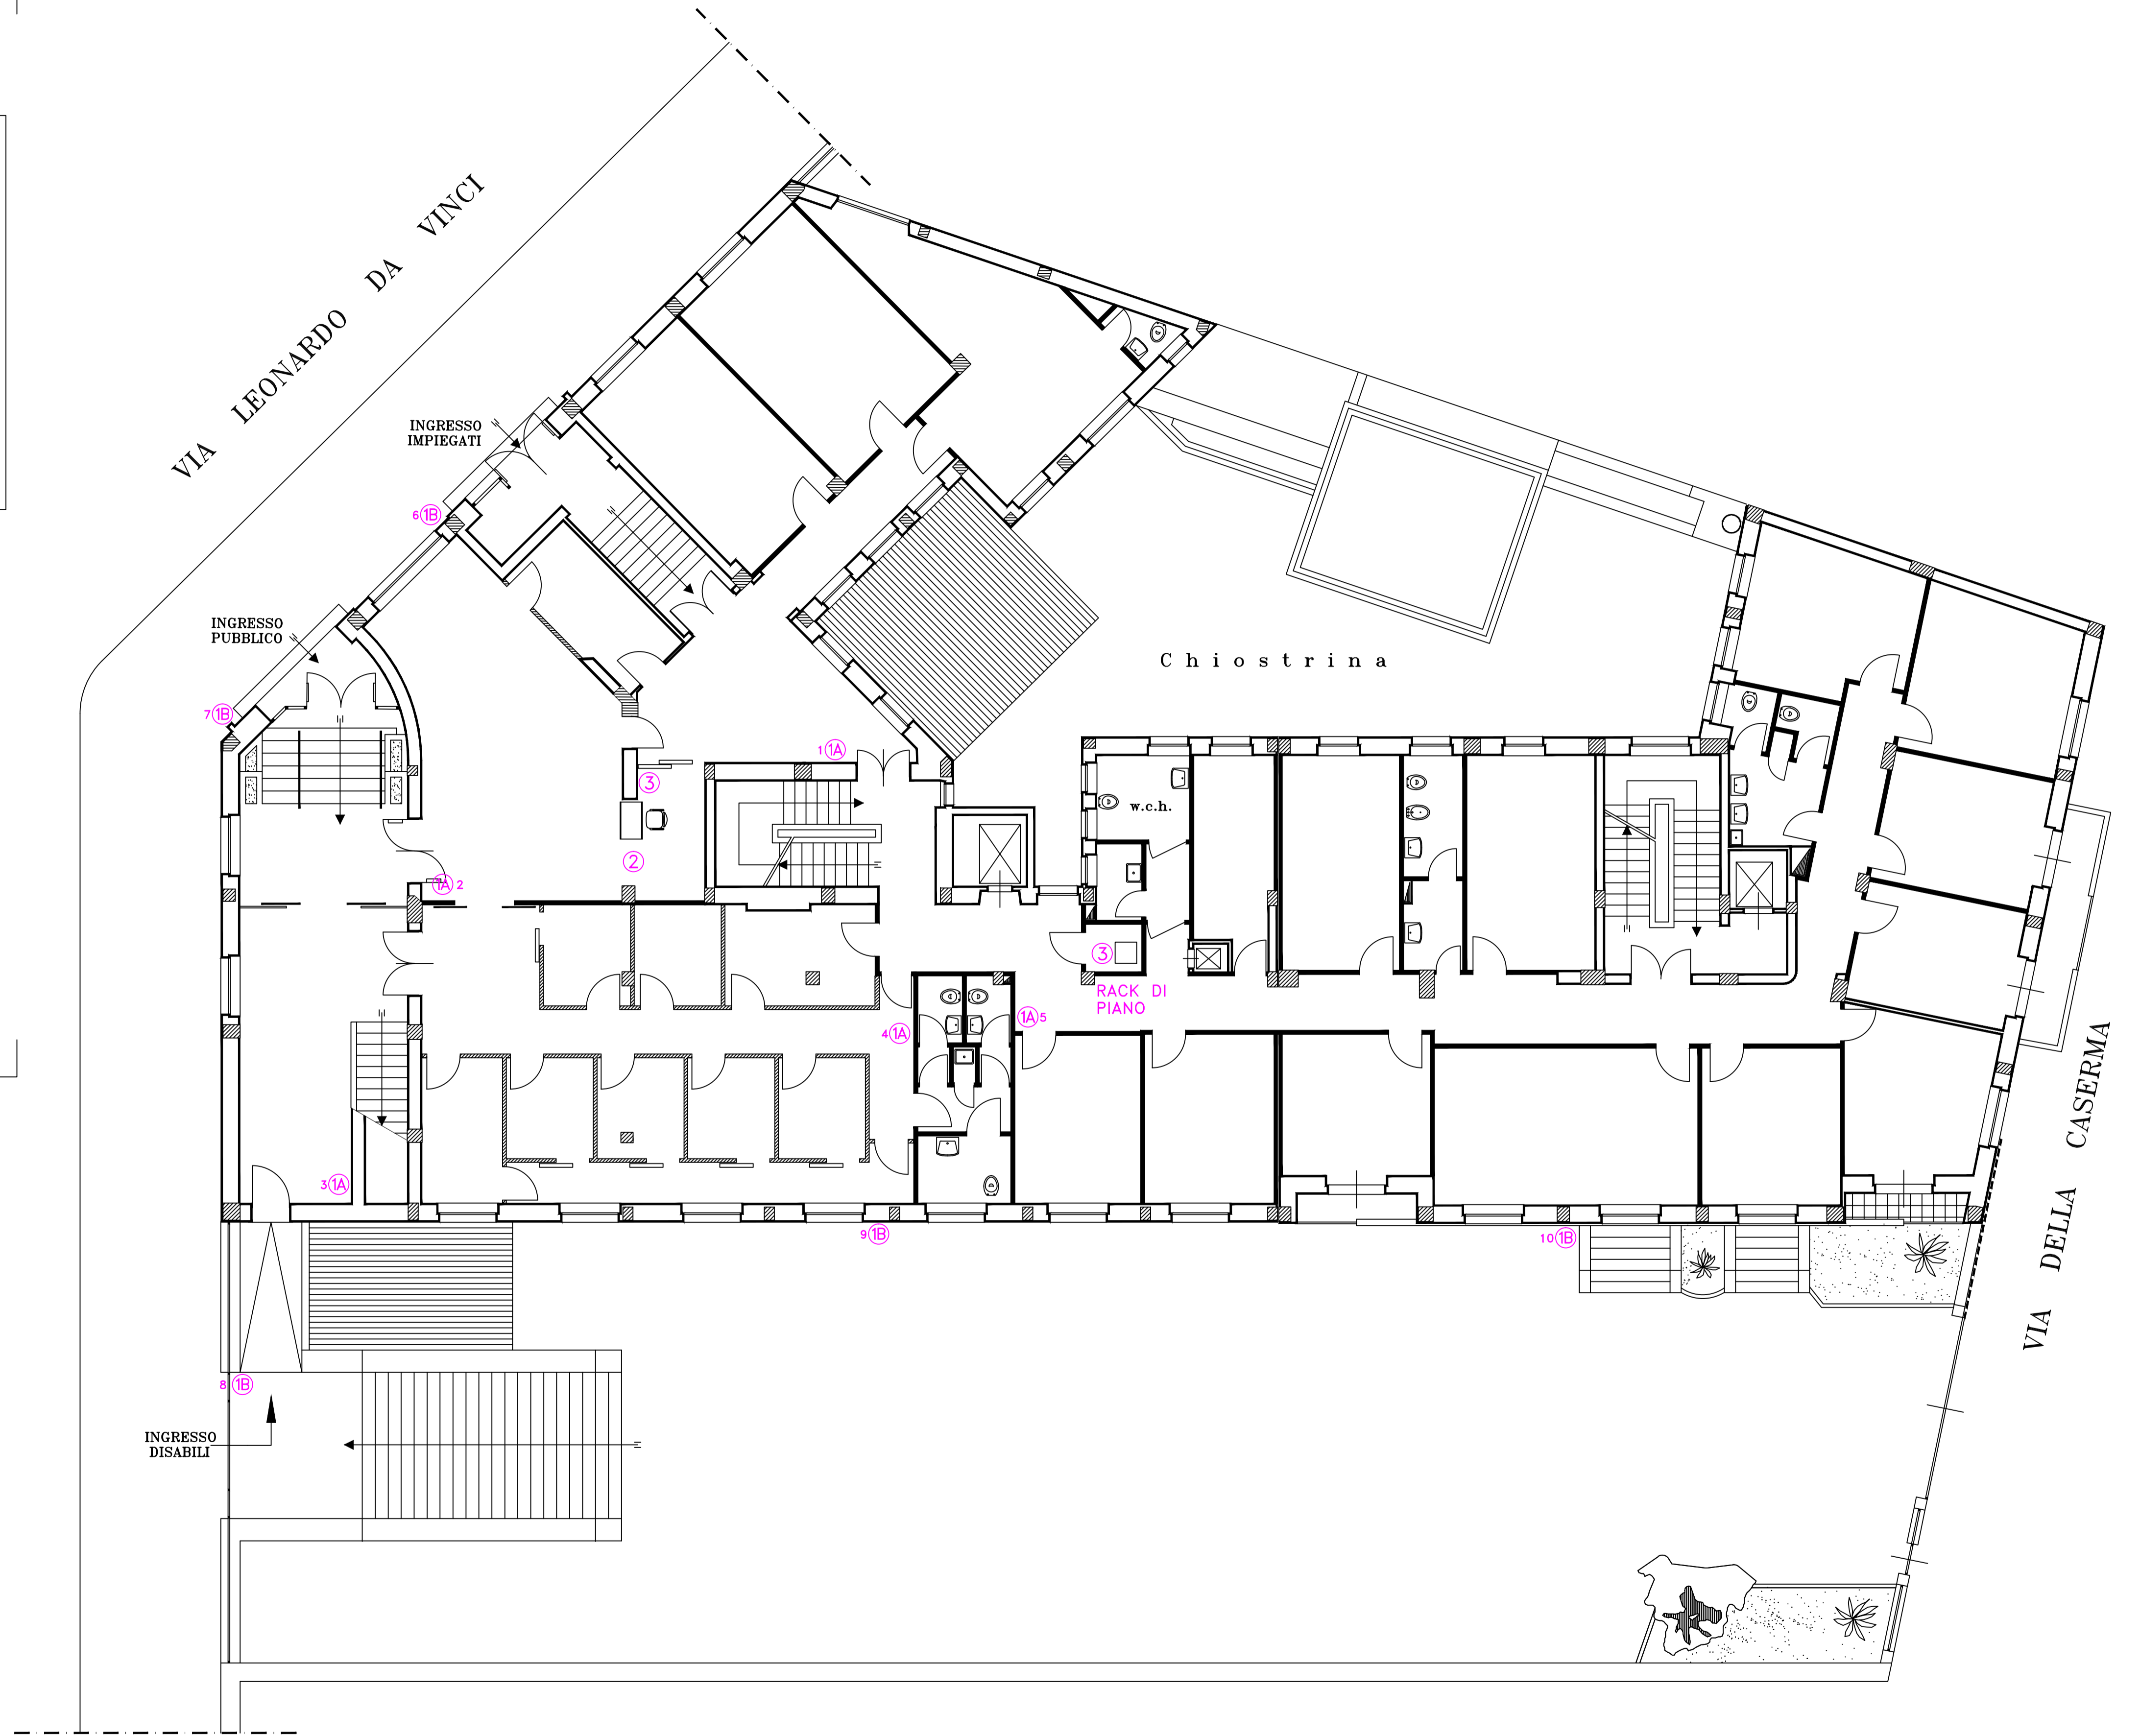 VIA LEONARDO DA VINCI
INGRESSO
IMPIEGATI
6 1B
INGRESSO
PUBBLICO
7 1B
Chiostrina
1 1A
3
w.c.h.
2
1A 2
3
RACK DI
PIANO
4 1A
1A 5
3 1A
9 1B
10 1B
VIA DELLA CASERMA
8 1B
INGRESSO
DISABILI